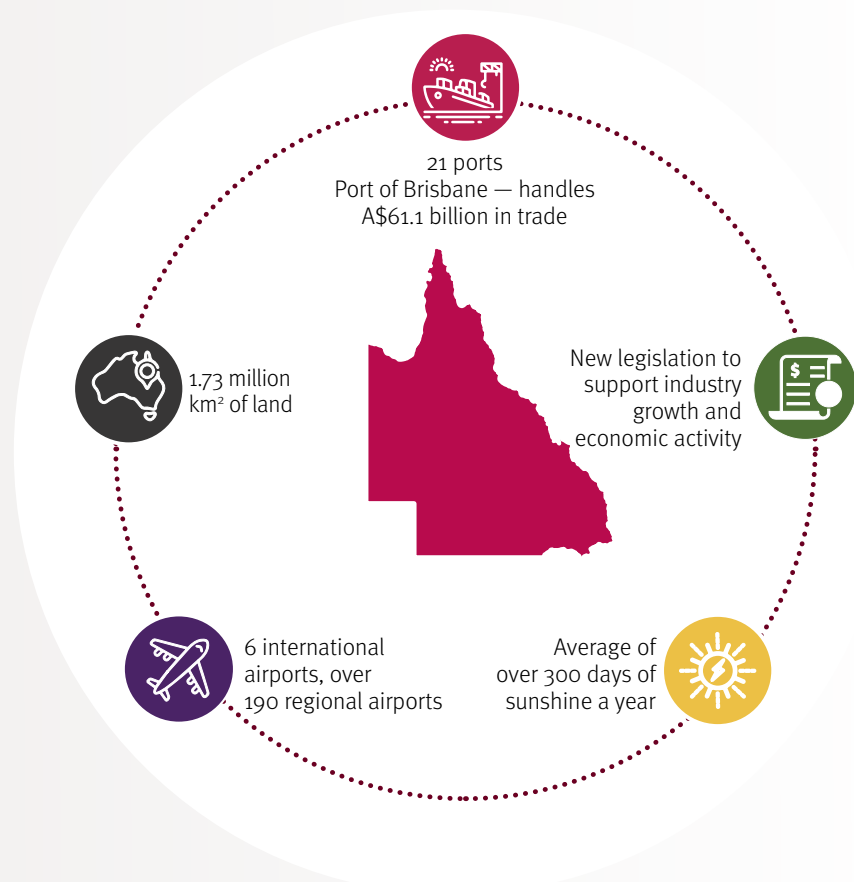 21 ports
Port of Brisbane — handles
A$61.1 billion in trade
1.73 million
km² of land
New legislation to
support industry
growth and
economic activity
$
6 international
airports, over
190 regional airports
Average of
over 300 days of
sunshine a year